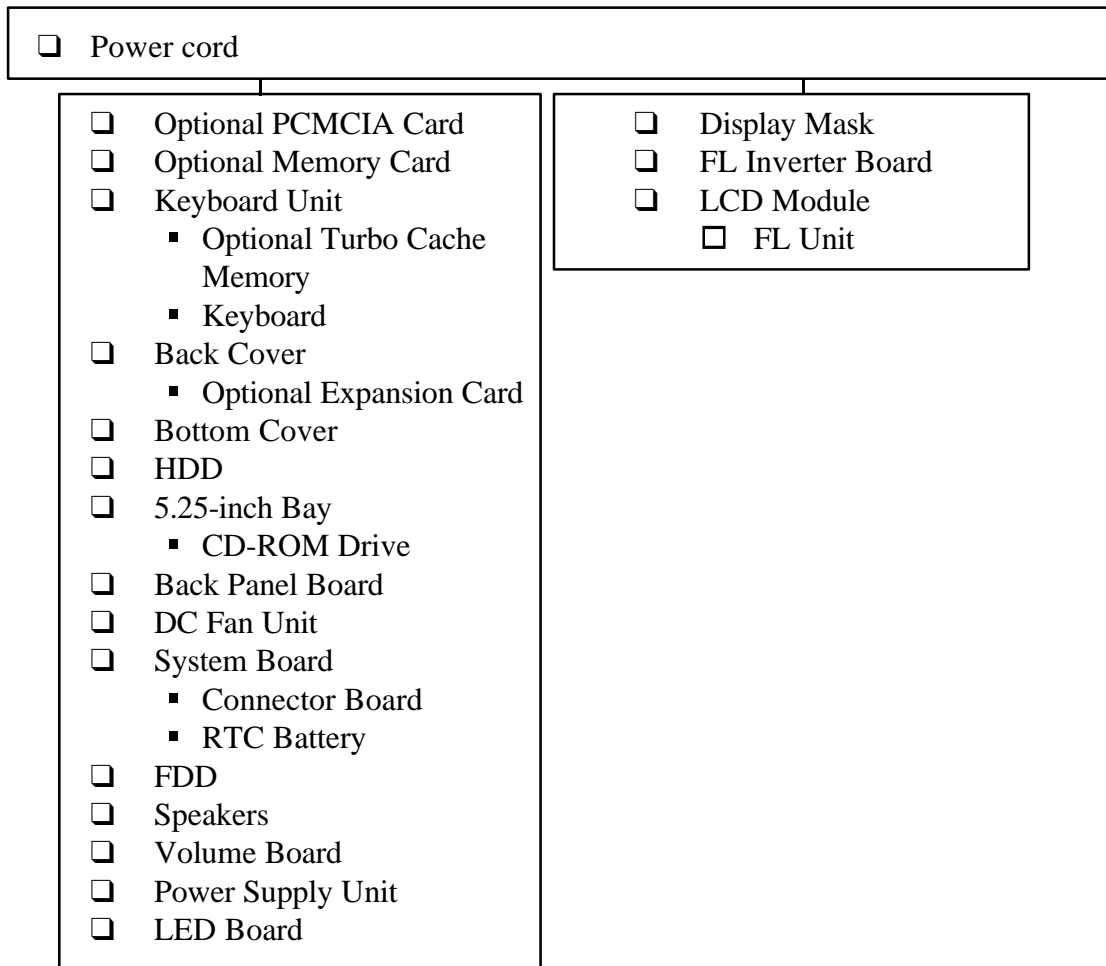 ❏ Power cord
❏ Optional PCMCIA Card
❏ Optional Memory Card
❏ Keyboard Unit
▪ Optional Turbo Cache
Memory
▪ Keyboard
❏ Back Cover
▪ Optional Expansion Card
❏ Bottom Cover
❏ HDD
❏ 5.25-inch Bay
▪ CD-ROM Drive
❏ Back Panel Board
❏ DC Fan Unit
❏ System Board
▪ Connector Board
▪ RTC Battery
❏ FDD
❏ Speakers
❏ Volume Board
❏ Power Supply Unit
❏ LED Board
❏ Display Mask
❏ FL Inverter Board
❏ LCD Module
☐ FL Unit